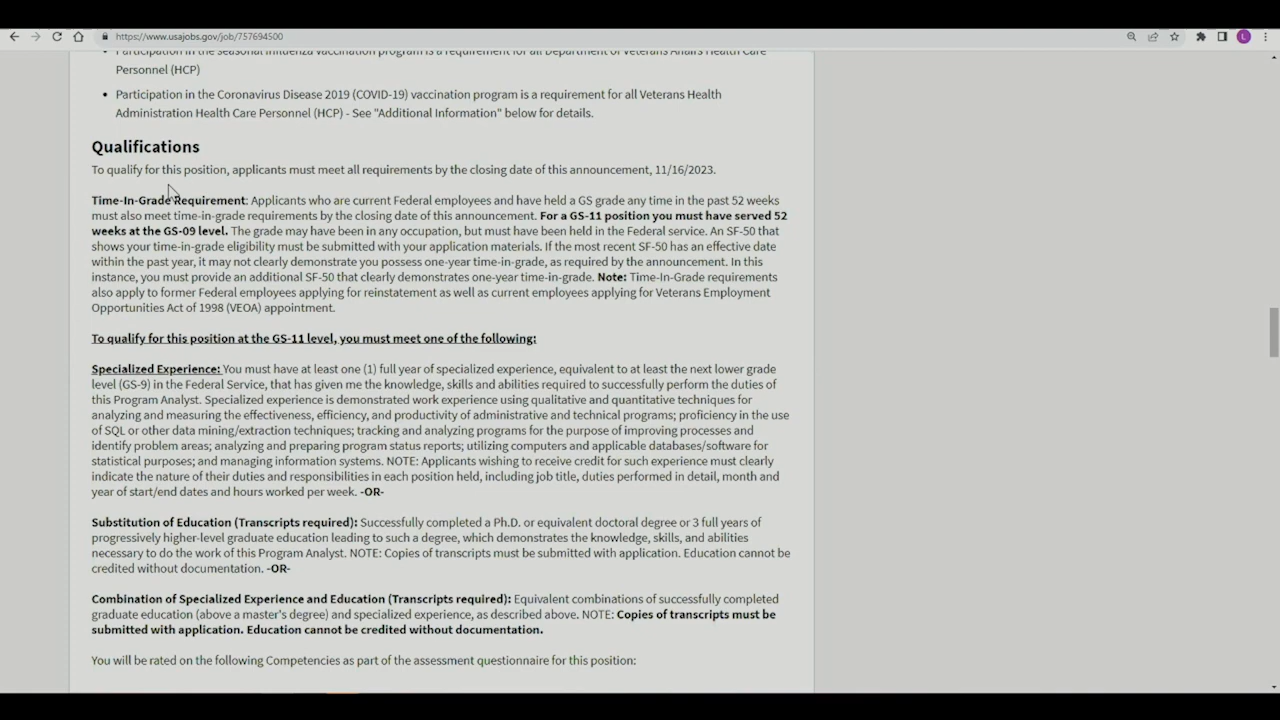 https://www.usajobs.gov/job/757694500
L
Participation in the seasonal influenza vaccination program is a requirement for all Department of Veterans Affairs Health Care
Personnel (HCP)
Participation in the Coronavirus Disease 2019 (COVID-19) vaccination program is a requirement for all Veterans Health
Administration Health Care Personnel (HCP) - See "Additional Information" below for details.
Qualifications
To qualify for this position, applicants must meet all requirements by the closing date of this announcement, 11/16/2023.
Time-In-Grade Requirement: Applicants who are current Federal employees and have held a GS grade any time in the past 52 weeks
must also meet time-in-grade requirements by the closing date of this announcement. For a GS-11 position you must have served 52
weeks at the GS-09 level. The grade may have been in any occupation, but must have been held in the Federal service. An SF-50 that
shows your time-in-grade eligibility must be submitted with your application materials. If the most recent SF-50 has an effective date
within the past year, it may not clearly demonstrate you possess one-year time-in-grade, as required by the announcement. In this
instance, you must provide an additional SF-50 that clearly demonstrates one-year time-in-grade. Note: Time-In-Grade requirements
also apply to former Federal employees applying for reinstatement as well as current employees applying for Veterans Employment
Opportunities Act of 1998 (VEOA) appointment.
To qualify for this position at the GS-11 level, you must meet one of the following:
Specialized Experience: You must have at least one (1) full year of specialized experience, equivalent to at least the next lower grade
level (GS-9) in the Federal Service, that has given me the knowledge, skills and abilities required to successfully perform the duties of
this Program Analyst. Specialized experience is demonstrated work experience using qualitative and quantitative techniques for
analyzing and measuring the effectiveness, efficiency, and productivity of administrative and technical programs; proficiency in the use
of SQL or other data mining/extraction techniques; tracking and analyzing programs for the purpose of improving processes and
identify problem areas; analyzing and preparing program status reports; utilizing computers and applicable databases/software for
statistical purposes; and managing information systems. NOTE: Applicants wishing to receive credit for such experience must clearly
indicate the nature of their duties and responsibilities in each position held, including job title, duties performed in detail, month and
year of start/end dates and hours worked per week. -OR-
Substitution of Education (Transcripts required): Successfully completed a Ph.D. or equivalent doctoral degree or 3 full years of
progressively higher-level graduate education leading to such a degree, which demonstrates the knowledge, skills, and abilities
necessary to do the work of this Program Analyst. NOTE: Copies of transcripts must be submitted with application. Education cannot be
credited without documentation. -OR-
Combination of Specialized Experience and Education (Transcripts required): Equivalent combinations of successfully completed
graduate education (above a master's degree) and specialized experience, as described above. NOTE: Copies of transcripts must be
submitted with application. Education cannot be credited without documentation.
You will be rated on the following Competencies as part of the assessment questionnaire for this position: